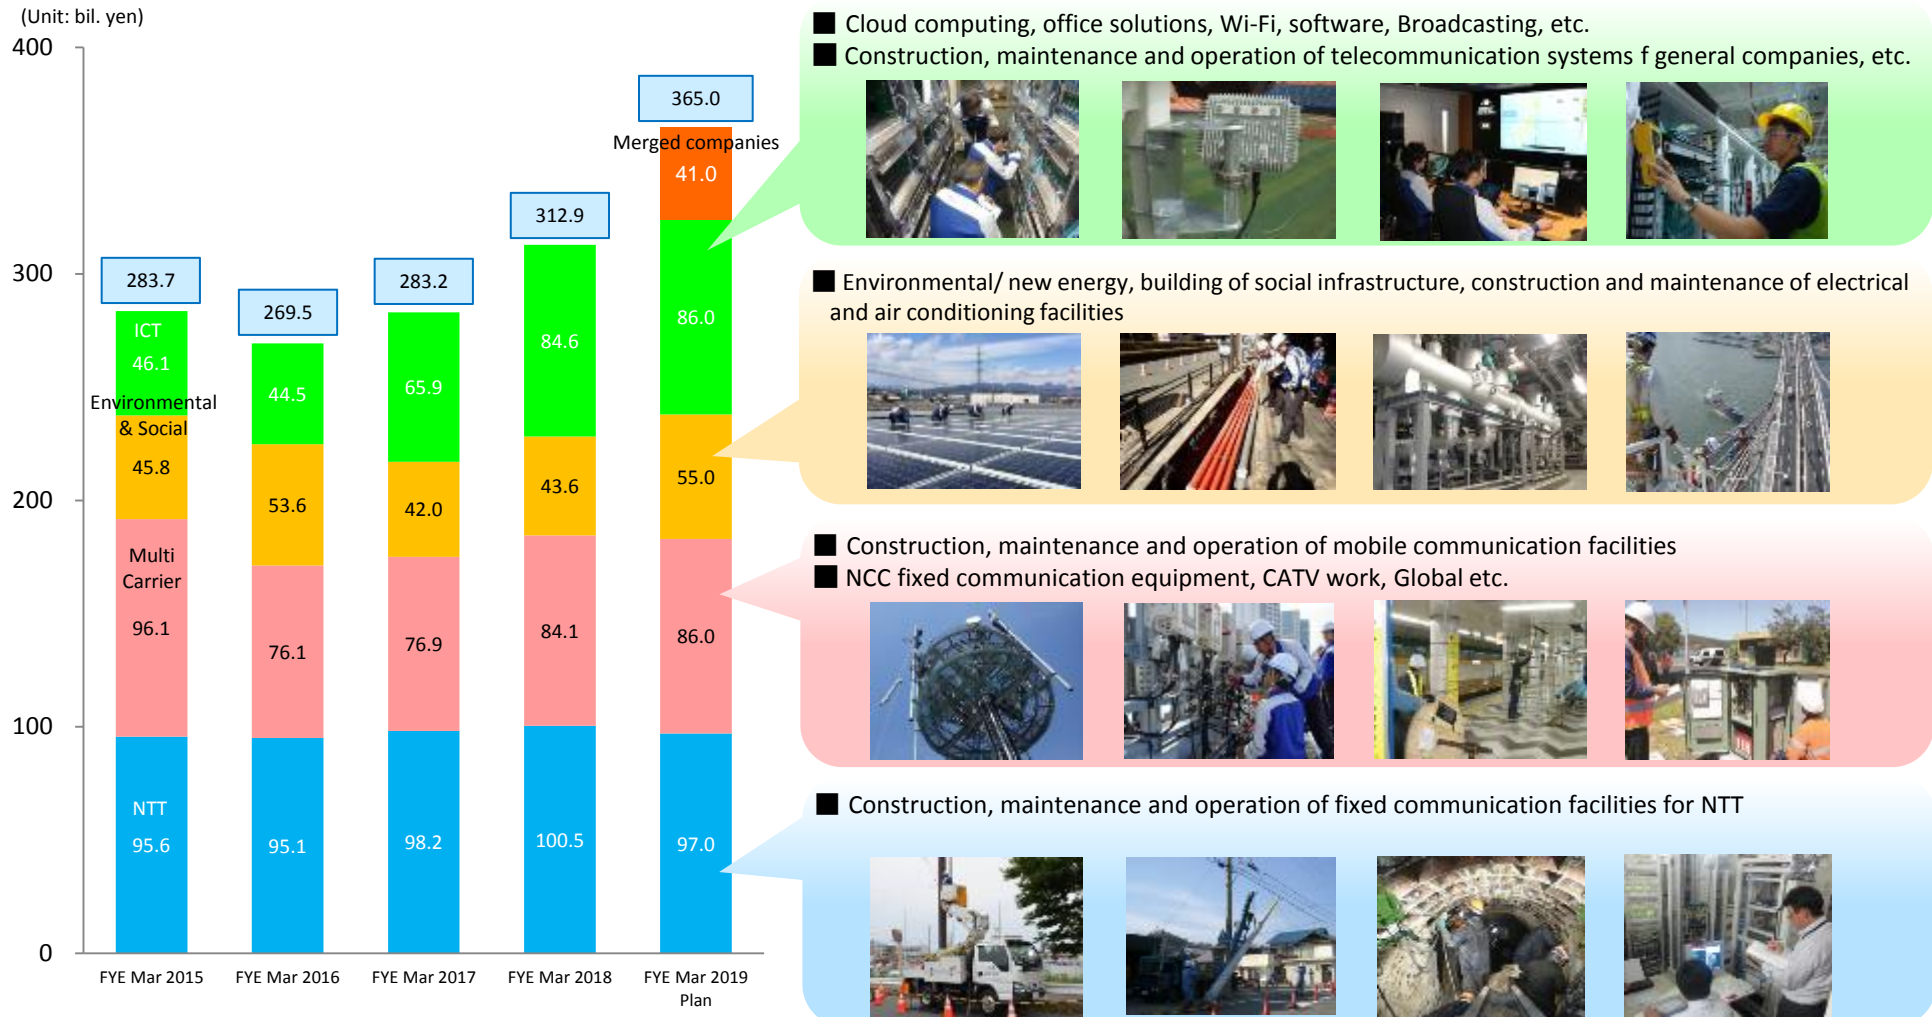 (Unit: bil. yen)
400
300
200
100
0
283.7
269.5
283.2
312.9
365.0
Merged companies
41.0
ICT
46.1
44.5
65.9
84.6
86.0
Environmental
& Social
45.8
53.6
42.0
43.6
55.0
Multi
Carrier
96.1
76.1
76.9
84.1
86.0
NTT
95.6
95.1
98.2
100.5
97.0
FYE Mar 2015
FYE Mar 2016
FYE Mar 2017
FYE Mar 2018
FYE Mar 2019
Plan
■ Cloud computing, office solutions, Wi-Fi, software, Broadcasting, etc.
■ Construction, maintenance and operation of telecommunication systems f general companies, etc.
■ Environmental/ new energy, building of social infrastructure, construction and maintenance of electrical
and air conditioning facilities
■ Construction, maintenance and operation of mobile communication facilities
■ NCC fixed communication equipment, CATV work, Global etc.
■ Construction, maintenance and operation of fixed communication facilities for NTT